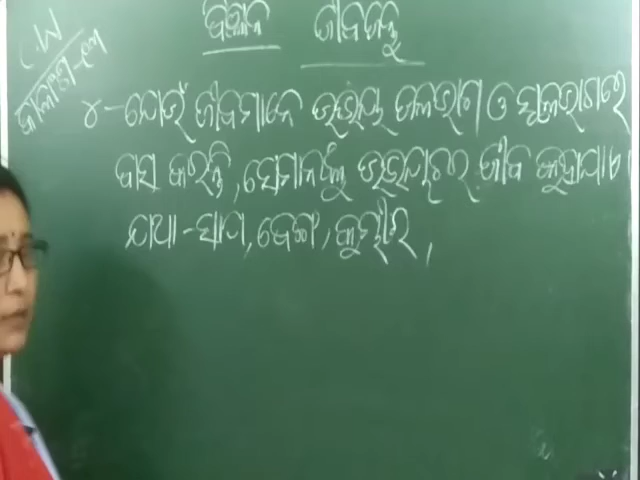 C.W
ବିଜ୍ଞାନ ଜୀବଜନ୍ତୁ
୪-ଯେଉଁ ଜୀବମାନେ ଉଭୟ ଜଳଭାଗ ଓ ସ୍ଥଳଭାଗରେ
ବାସ କରନ୍ତି, ସେମାନଙ୍କୁ ଉଭୟଚର ଜୀବ କୁହାଯାଏ।
ଯଥା-ସାପ, ବେଙ୍ଗ, କୁମ୍ଭୀର,